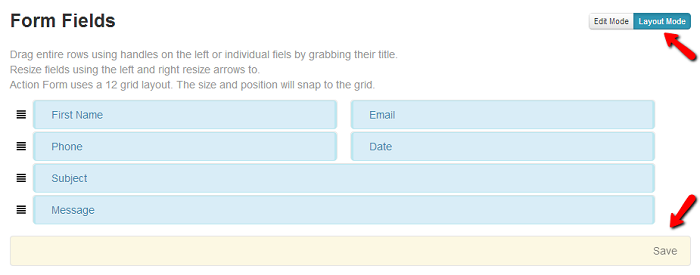 Form Fields
Edit Mode Layout Mode
Drag entire rows using handles on the left or individual fiels by grabbing their title.
Resize fields using the left and right resize arrows to.
Action Form uses a 12 grid layout. The size and position will snap to the grid.
First Name Email
Phone Date
Subject
Message
Save